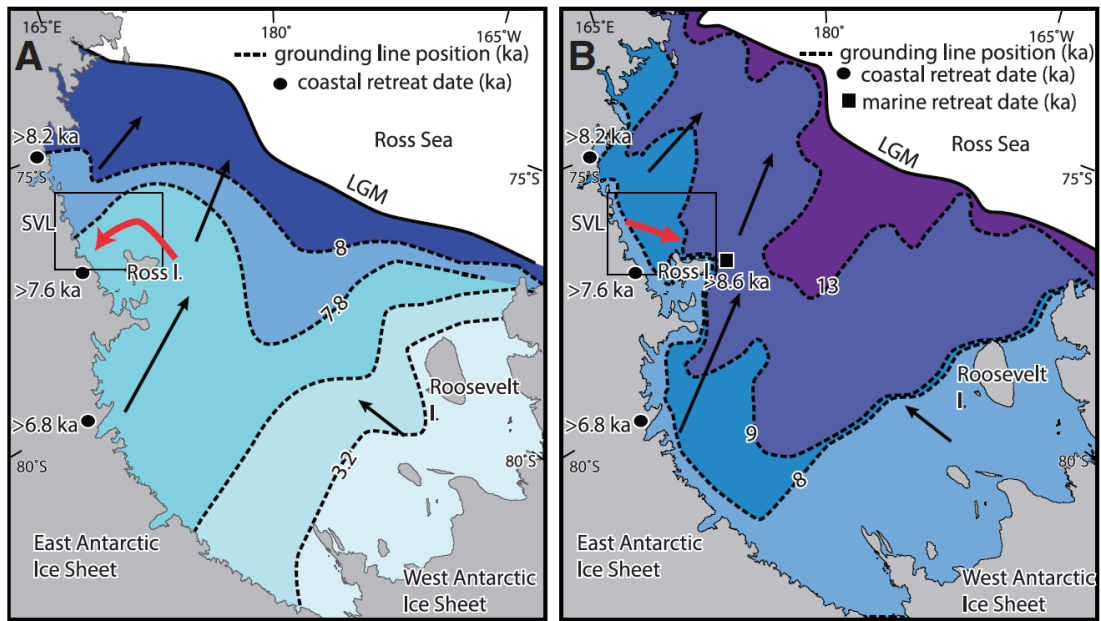 A
165°E
180°
165°W
grounding line position (ka)
coastal retreat date (ka)
Ross Sea
>8.2 ka
75°S
75°S
LGM
SVL
8
Ross I.
>7.6 ka
7.8
Roosevelt
I.
>6.8 ka
3.2
80°S
80°S
East Antarctic
Ice Sheet
West Antarctic
Ice Sheet
B
165°E
180°
165°W
grounding line position (ka)
coastal retreat date (ka)
marine retreat date (ka)
Ross Sea
>8.2 ka
LGM
75°S
75°S
SVL
Ross I.
>8.6 ka
>7.6 ka
13
Roosevelt
I.
>6.8 ka
9
8
80°S
80°S
East Antarctic
Ice Sheet
West Antarctic
Ice Sheet